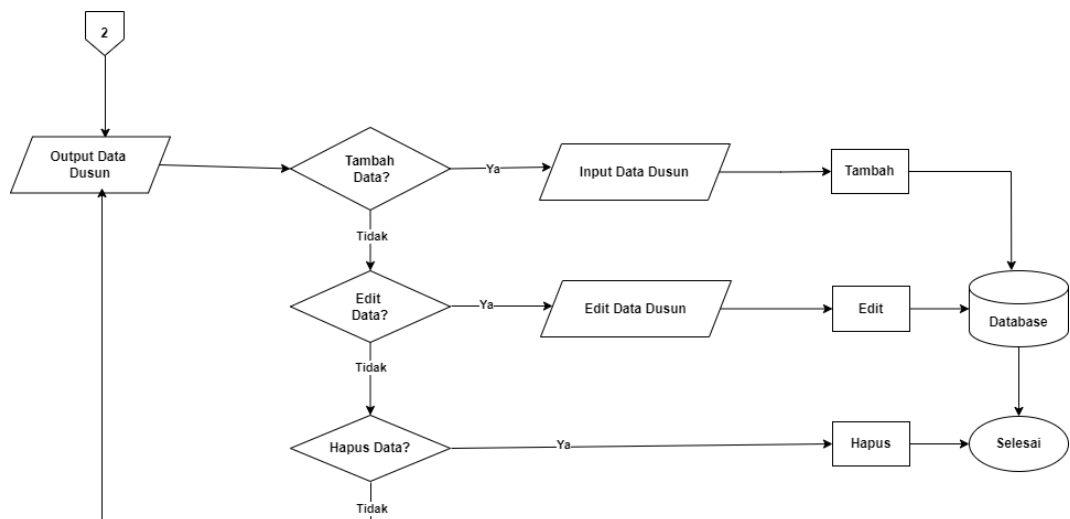 2
Output Data
Dusun
Tambah
Data?
Ya
Input Data Dusun
Tambah
Tidak
Edit
Data?
Ya
Edit Data Dusun
Edit
Database
Tidak
Hapus Data?
Ya
Hapus
Selesai
Tidak